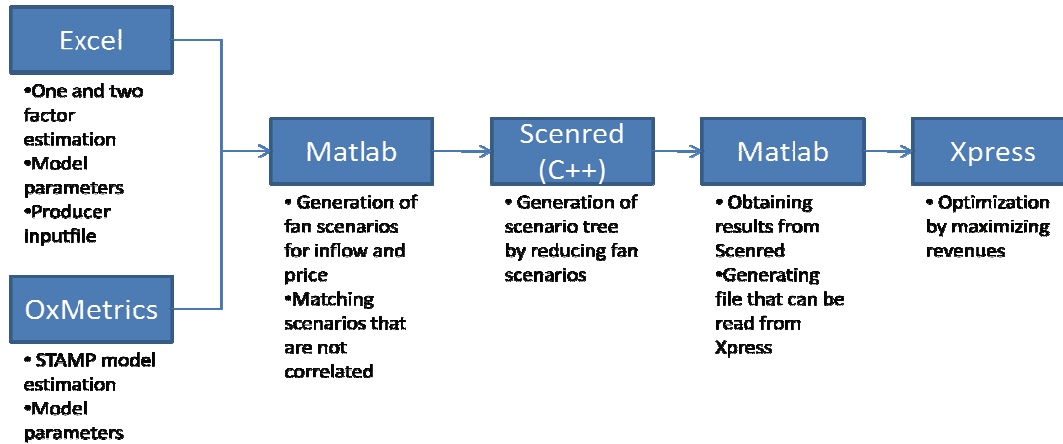 Excel
•One and two
factor
estimation
•Model
parameters
•Producer
inputfile
OxMetrics
• STAMP model
estimation
•Model
parameters
Matlab
• Generation of
fan scenarios
for inflow and
price
•Matching
scenarios that
are not
correlated
Scenred
(C++)
• Generation of
scenario tree
by reducing fan
scenarios
Matlab
• Obtaining
results from
Scenred
•Generating
file that can be
read from
Xpress
Xpress
• Optimization
by maximizing
revenues